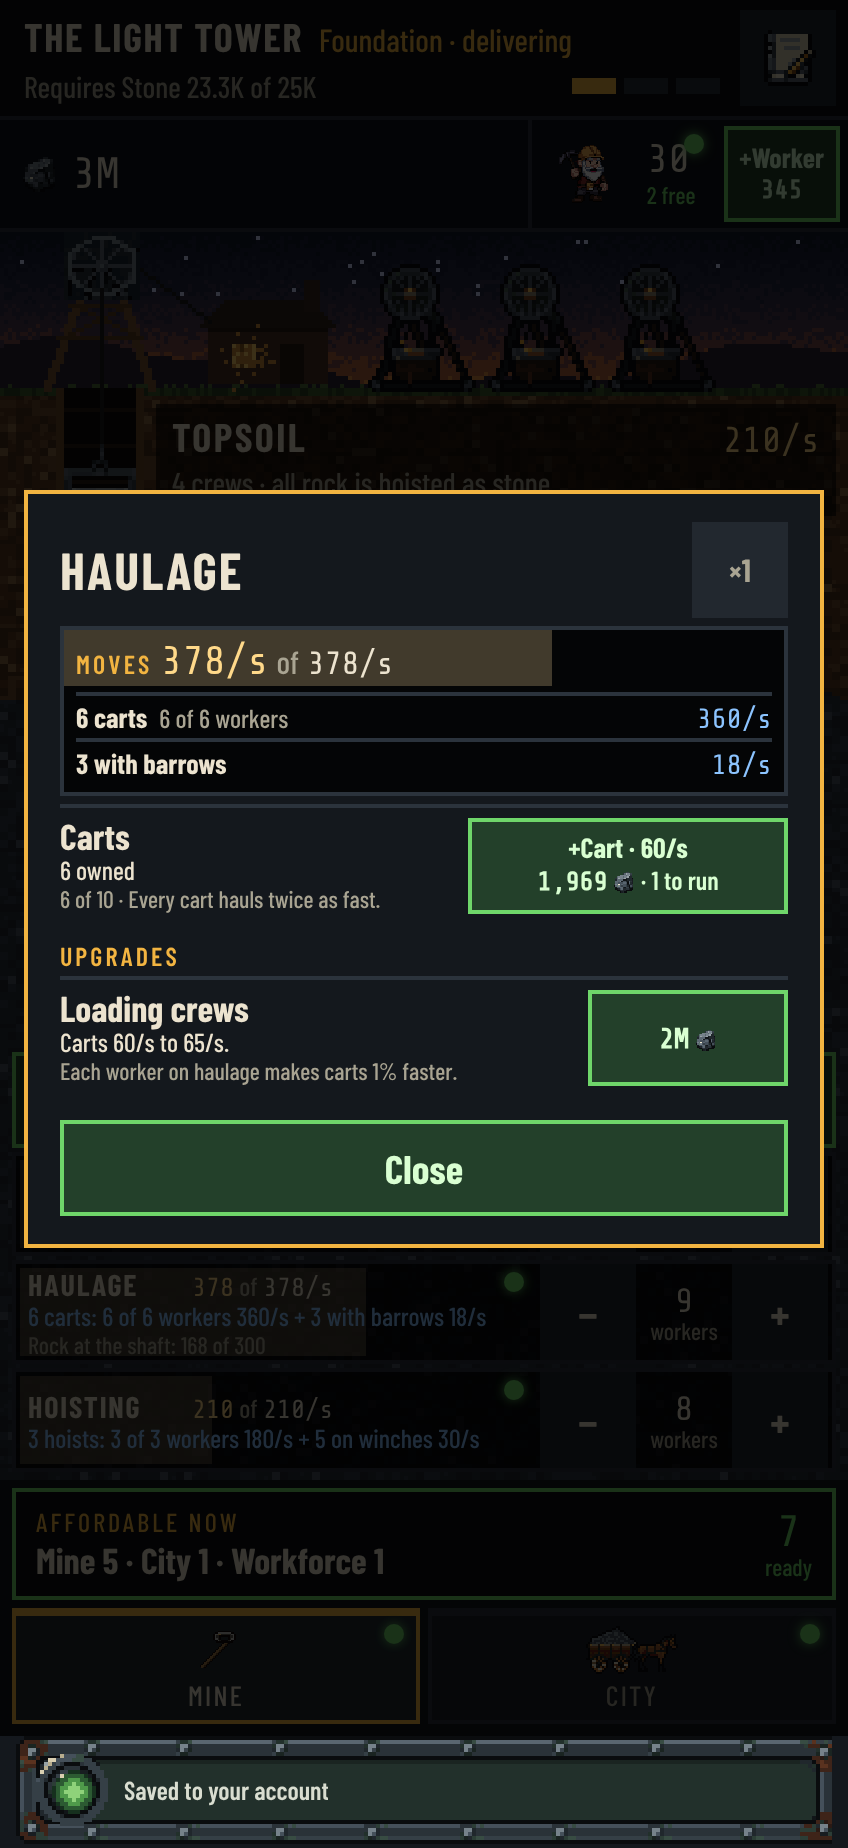 THE LIGHT TOWER Foundation · delivering
Requires Stone 23.3K of 25K
3M
30
2 free
+Worker
345
TOPSOIL 210/s
4 crews · all rock is hoisted as stone
HAULAGE
×1
MOVES 378/s of 378/s
6 carts 6 of 6 workers 360/s
3 with barrows 18/s
Carts
6 owned
6 of 10 · Every cart hauls twice as fast.
+Cart · 60/s
1,969 · 1 to run
UPGRADES
Loading crews
Carts 60/s to 65/s.
Each worker on haulage makes carts 1% faster.
2M
Close
HAULAGE 378 of 378/s
6 carts: 6 of 6 workers 360/s + 3 with barrows 18/s
Rock at the shaft: 168 of 300
− 9 +
workers
HOISTING 210 of 210/s
3 hoists: 3 of 3 workers 180/s + 5 on winches 30/s
− 8 +
workers
AFFORDABLE NOW
Mine 5 · City 1 · Workforce 1
7
ready
MINE
CITY
Saved to your account